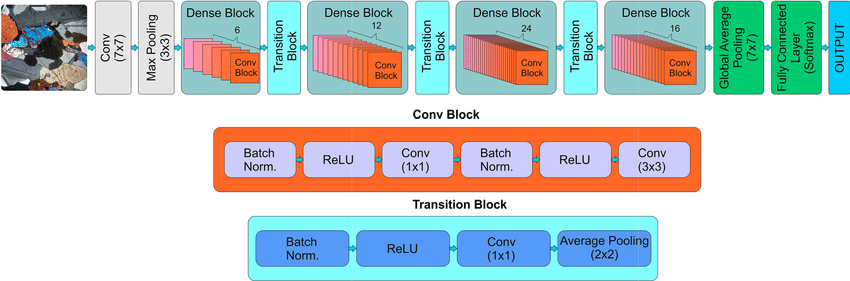 Conv
(7x7)
Max Pooling
(3x3)
Dense Block
6
Conv
Block
Transition
Block
Dense Block
12
Conv
Block
Transition
Block
Dense Block
24
Conv
Block
Transition
Block
Dense Block
16
Conv
Block
Global Average
Pooling
(7x7)
Fully Connected
Layer
(Softmax)
OUTPUT
Conv Block
Batch
Norm.
ReLU
Conv
(1x1)
Batch
Norm.
ReLU
Conv
(3x3)
Transition Block
Batch
Norm.
ReLU
Conv
(1x1)
Average Pooling
(2x2)